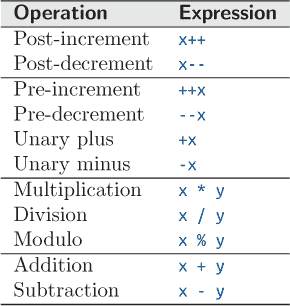 Operation Expression
Post-increment x++
Post-decrement x--
Pre-increment ++x
Pre-decrement --x
Unary plus +x
Unary minus -x
Multiplication x * y
Division x / y
Modulo x % y
Addition x + y
Subtraction x - y